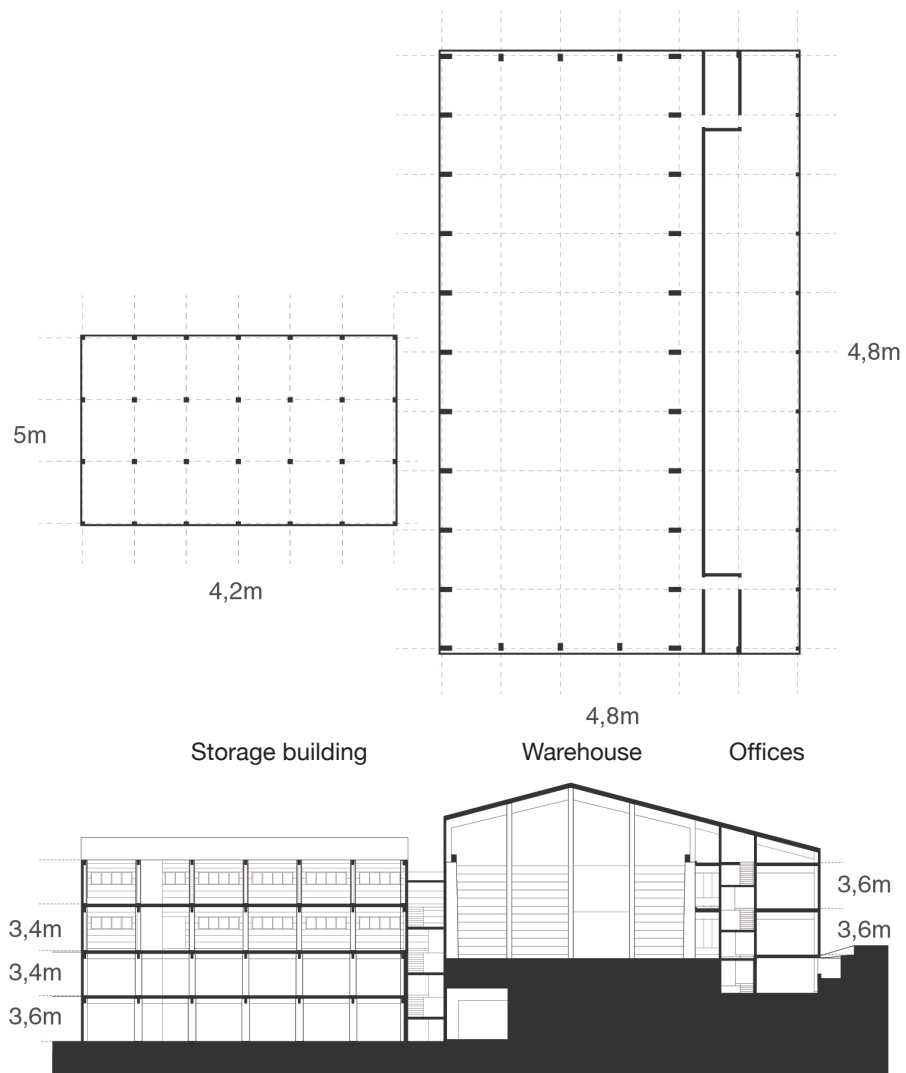 4,8m
5m
4,2m
4,8m
Storage building
Warehouse
Offices
3,6m
3,4m
3,6m
3,4m
3,6m